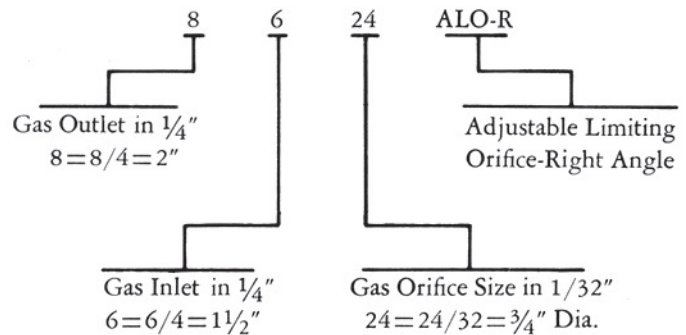 8 6 24 ALO-R
Gas Outlet in ¼"
8=8/4=2"
Adjustable Limiting
Orifice-Right Angle
Gas Inlet in ¼"
6=6/4=1½"
Gas Orifice Size in 1/32"
24=24/32=¾" Dia.